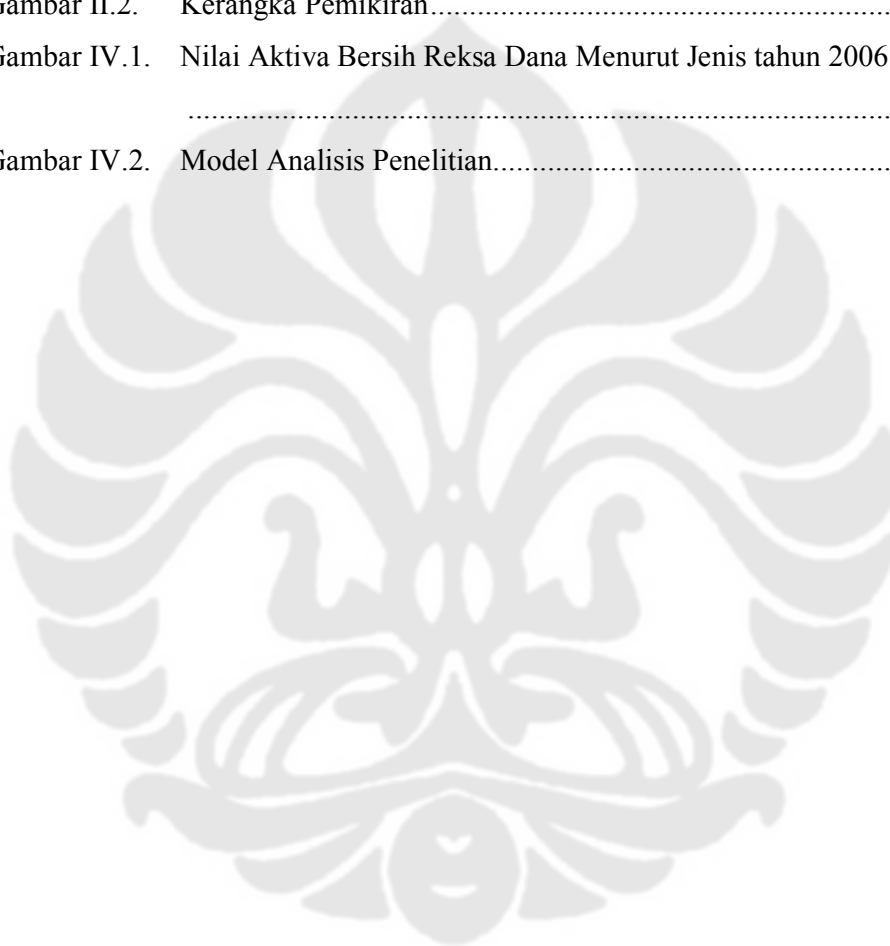 Gambar II.2. Kerangka Pemikiran................................................................
Gambar IV.1. Nilai Aktiva Bersih Reksa Dana Menurut Jenis tahun 2006
................................................................................................
Gambar IV.2. Model Analisis Penelitian.......................................................